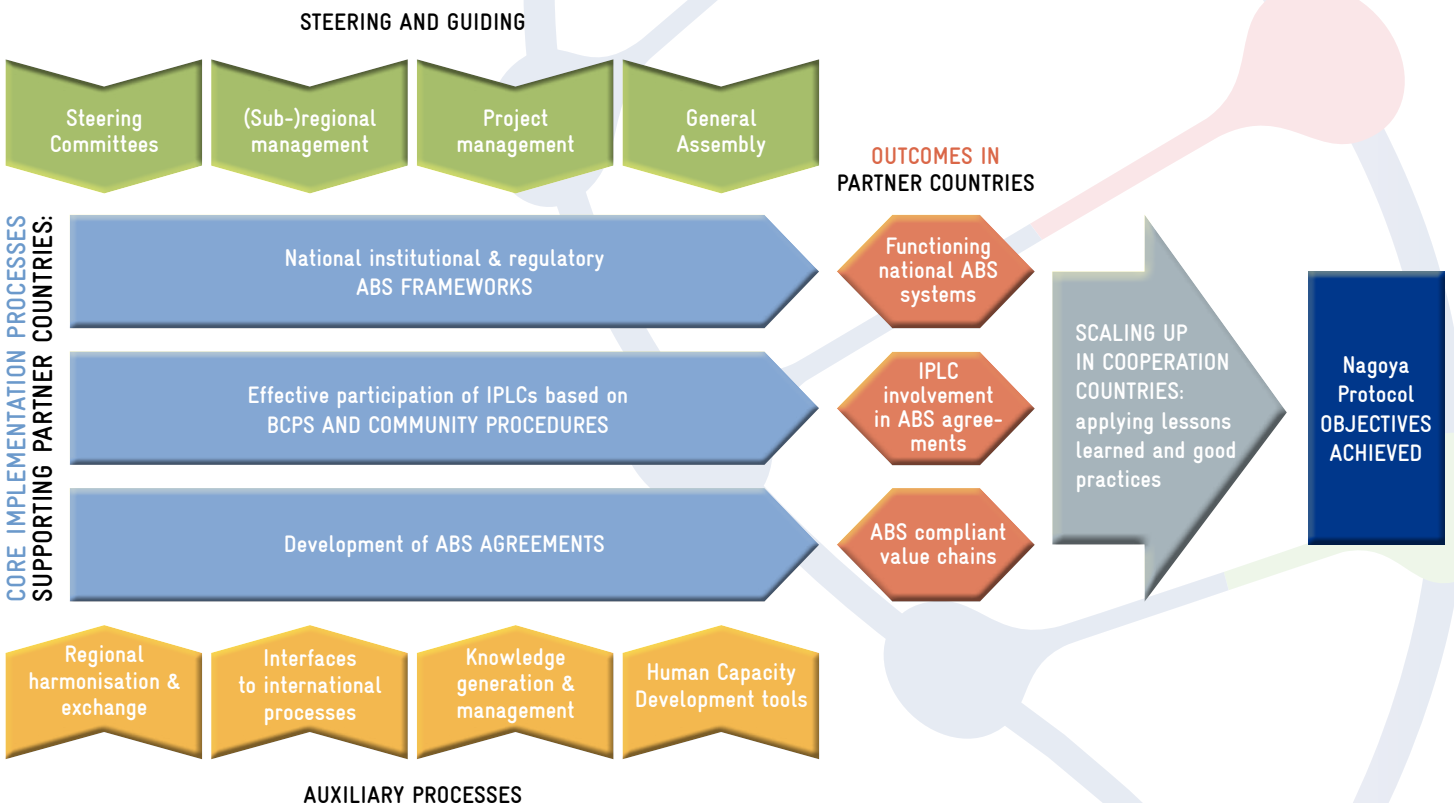 STEERING AND GUIDING
Steering
Committees
(Sub-)regional
management
Project
management
General
Assembly
OUTCOMES IN
PARTNER COUNTRIES
CORE IMPLEMENTATION PROCESSES
SUPPORTING PARTNER COUNTRIES:
National institutional & regulatory
ABS FRAMEWORKS
Functioning
national ABS
systems
Effective participation of IPLCs based on
BCPS AND COMMUNITY PROCEDURES
IPLC
involvement
in ABS agree-
ments
Development of ABS AGREEMENTS
ABS compliant
value chains
SCALING UP
IN COOPERATION
COUNTRIES:
applying lessons
learned and good
practices
Nagoya
Protocol
OBJECTIVES
ACHIEVED
Regional
harmonisation &
exchange
Interfaces
to international
processes
Knowledge
generation &
management
Human Capacity
Development tools
AUXILIARY PROCESSES